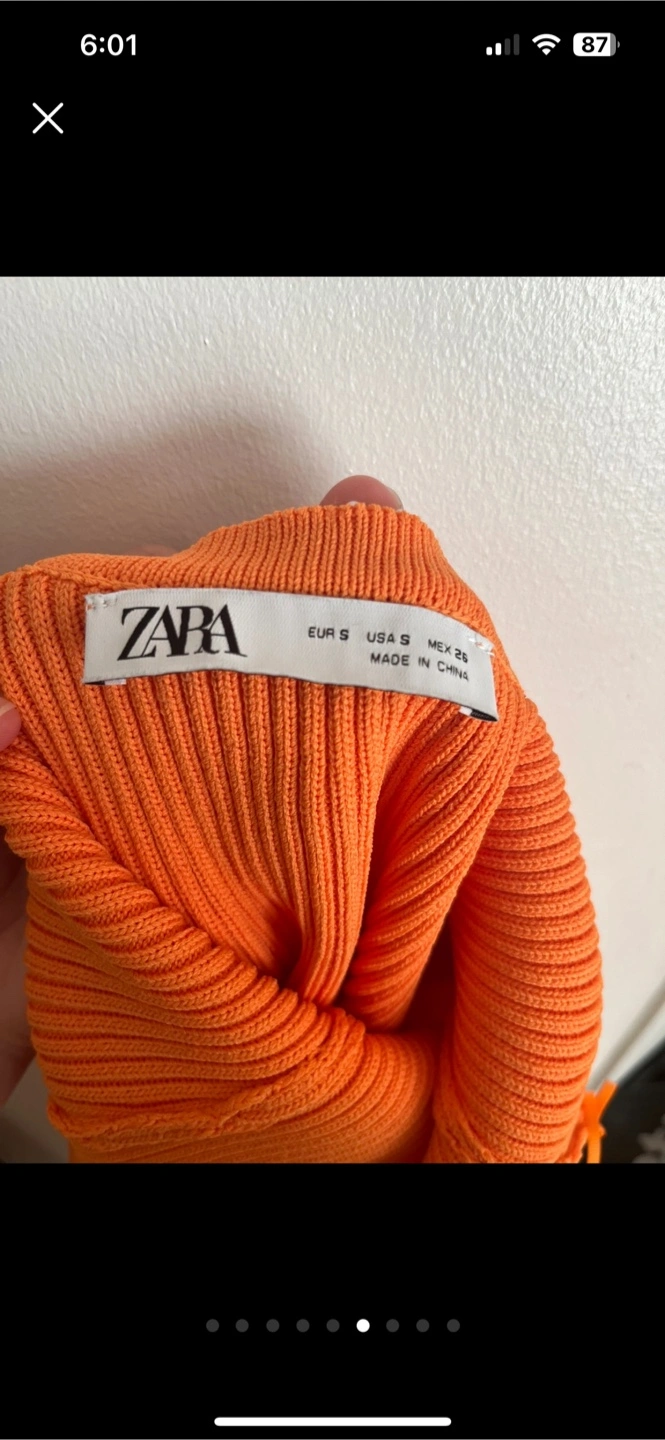 6:01
87
ZARA
EUR S USA S MEX 26
MADE IN CHINA